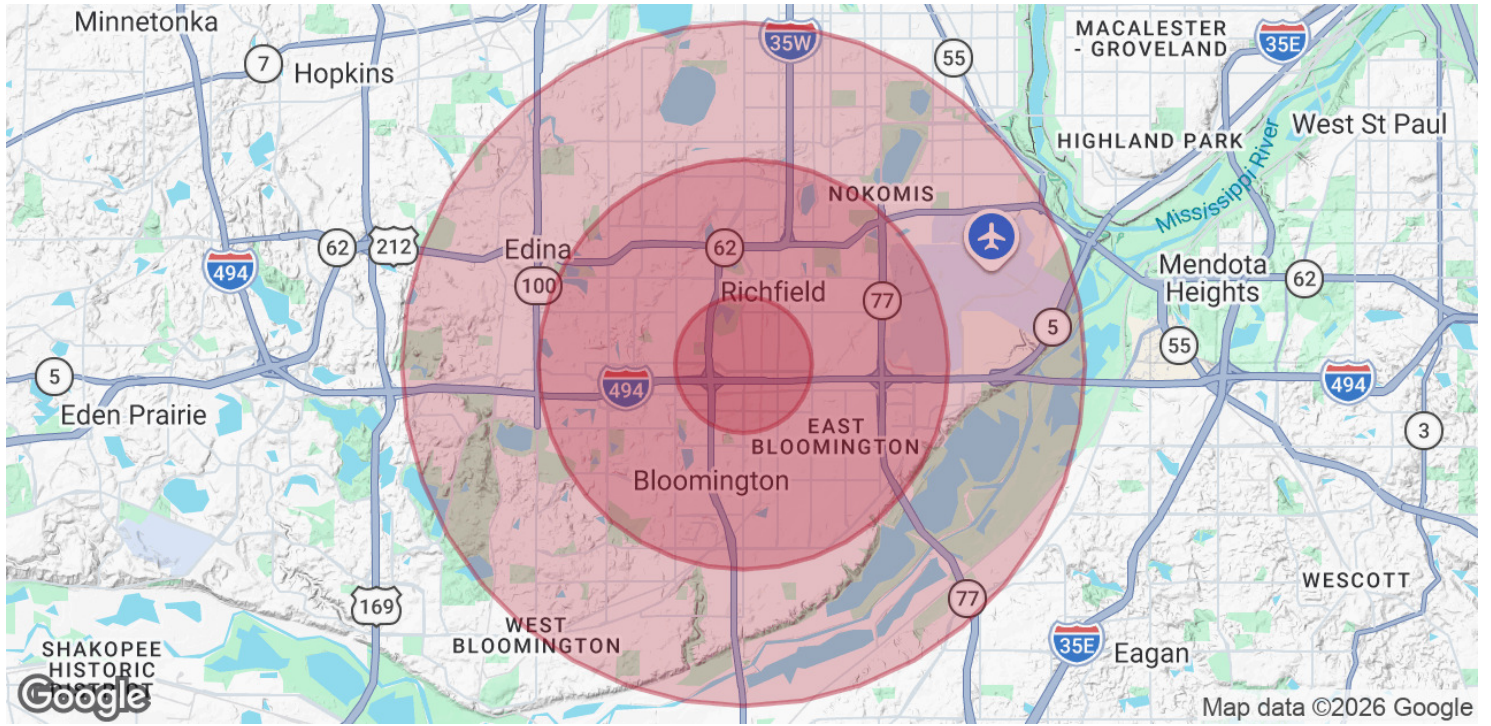 Minnetonka
7
Hopkins
35W
55
MACALESTER
- GROVELAND
35E
HIGHLAND PARK
West St Paul
Mississippi River
NOKOMIS
62
212
494
Edina
100
62
Richfield
77
Mendota
Heights
62
5
55
5
Eden Prairie
494
494
3
EAST
BLOOMINGTON
Bloomington
169
WEST
BLOOMINGTON
77
WESCOTT
35E
Eagan
SHAKOPEE
HISTORIC
DISTRICT
Google
Map data ©2026 Google